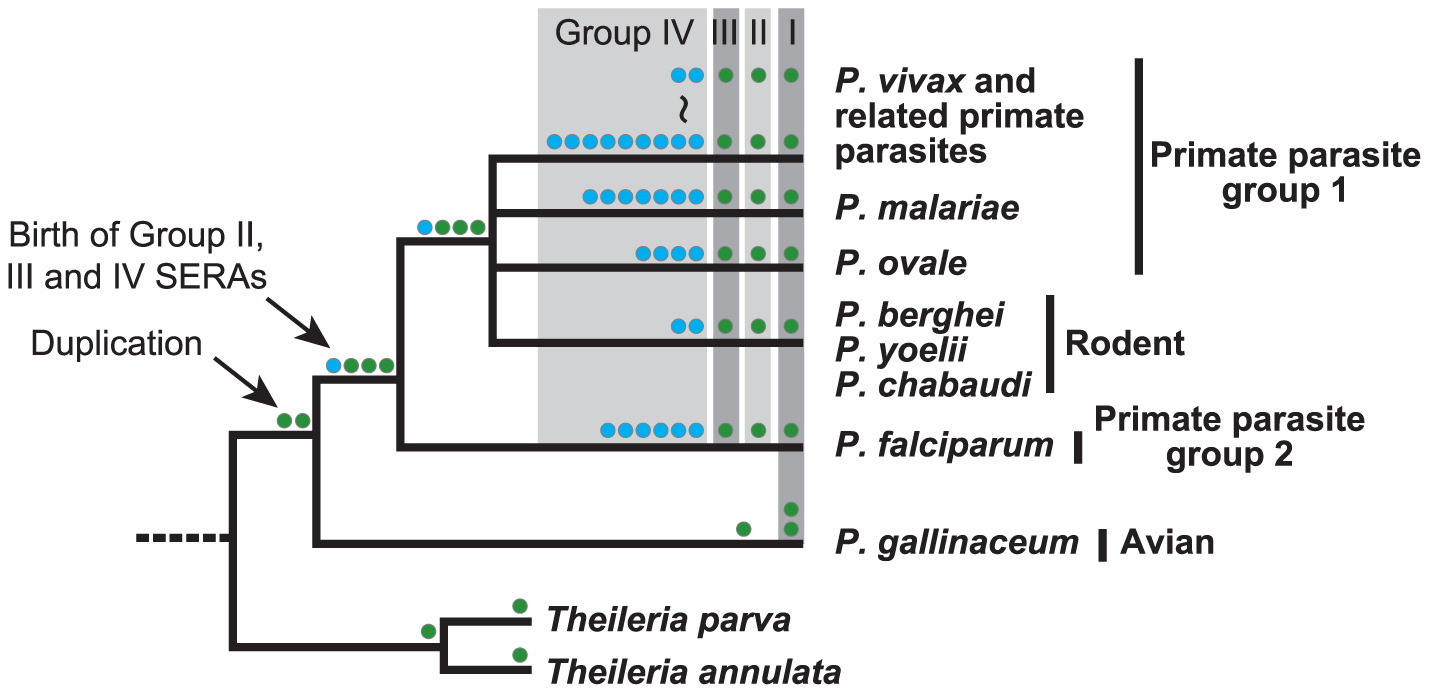 Group IV III II I
P. vivax and
related primate
parasites
Primate parasite
group 1
P. malariae
P. ovale
Birth of Group II,
III and IV SERAs
Duplication
P. berghei
P. yoelii
P. chabaudi
Rodent
P. falciparum
Primate parasite
group 2
P. gallinaceum
Avian
Theileria parva
Theileria annulata